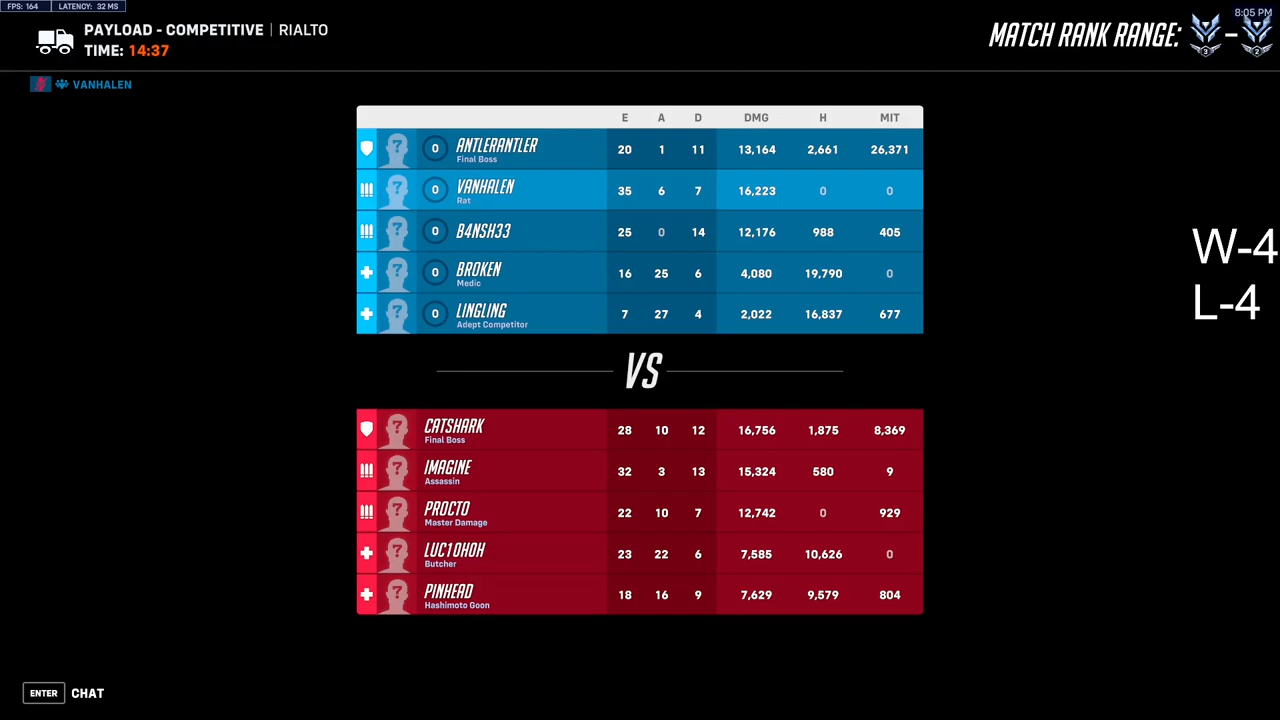 FPS: 164 LATENCY: 32 MS
8:05 PM
PAYLOAD - COMPETITIVE | RIALTO
TIME: 14:37
MATCH RANK RANGE: 3 - 2
VANHALEN
E A D DMG H MIT
0 ANTLERANTLER 20 1 11 13,164 2,661 26,371
Final Boss
0 VANHALEN 35 6 7 16,223 0 0
Rat
0 B4NSH33 25 0 14 12,176 988 405
0 BROKEN 16 25 6 4,080 19,790 0
Medic
0 LINGLING 7 27 4 2,022 16,837 677
Adept Competitor
W-4
L-4
VS
CATSHARK 28 10 12 16,756 1,875 8,369
Final Boss
IMAGINE 32 3 13 15,324 580 9
Assassin
PROCTO 22 10 7 12,742 0 929
Master Damage
LUC10HOH 23 22 6 7,585 10,626 0
Butcher
PINHEAD 18 16 9 7,629 9,579 804
Hashimoto Goon
ENTER CHAT